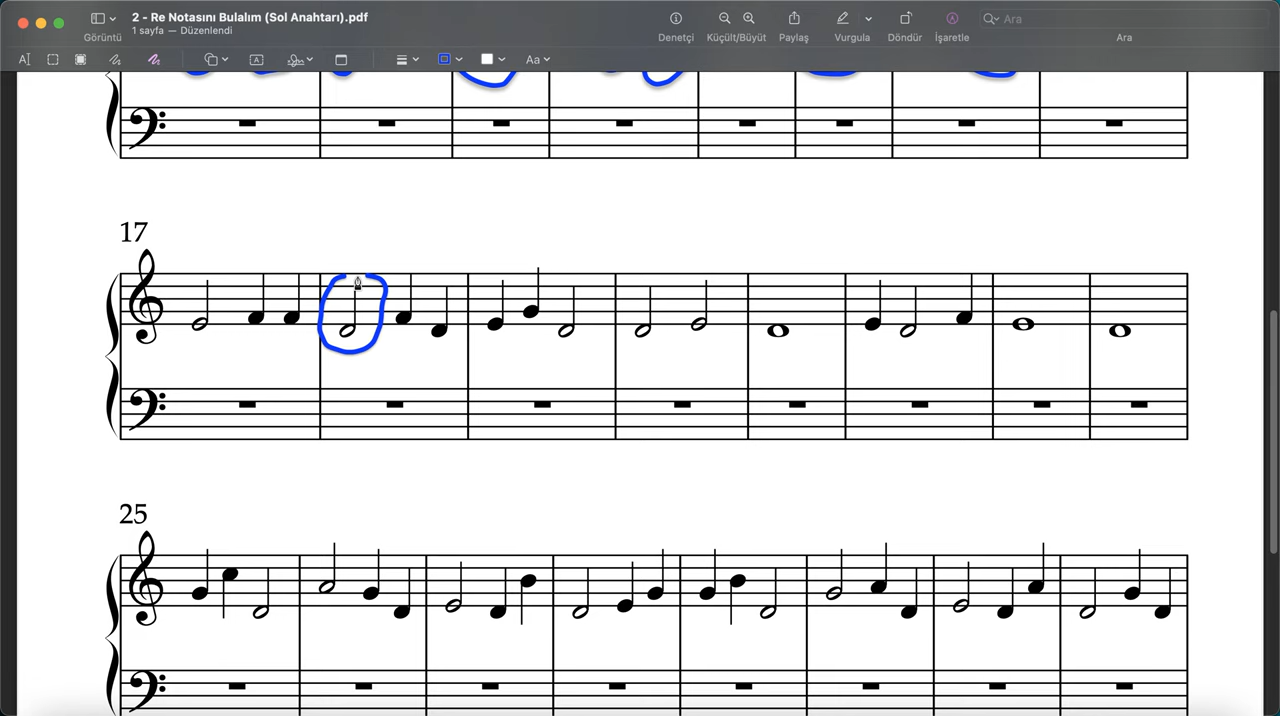 2 - Re Notasını Bulalım (Sol Anahtarı).pdf
1 sayfa — Düzenlendi
Görüntü
Denetçi
Küçült/Büyüt
Paylaş
Vurgula
Döndür
İşaretle
Ara
Ara
Aa
17
25